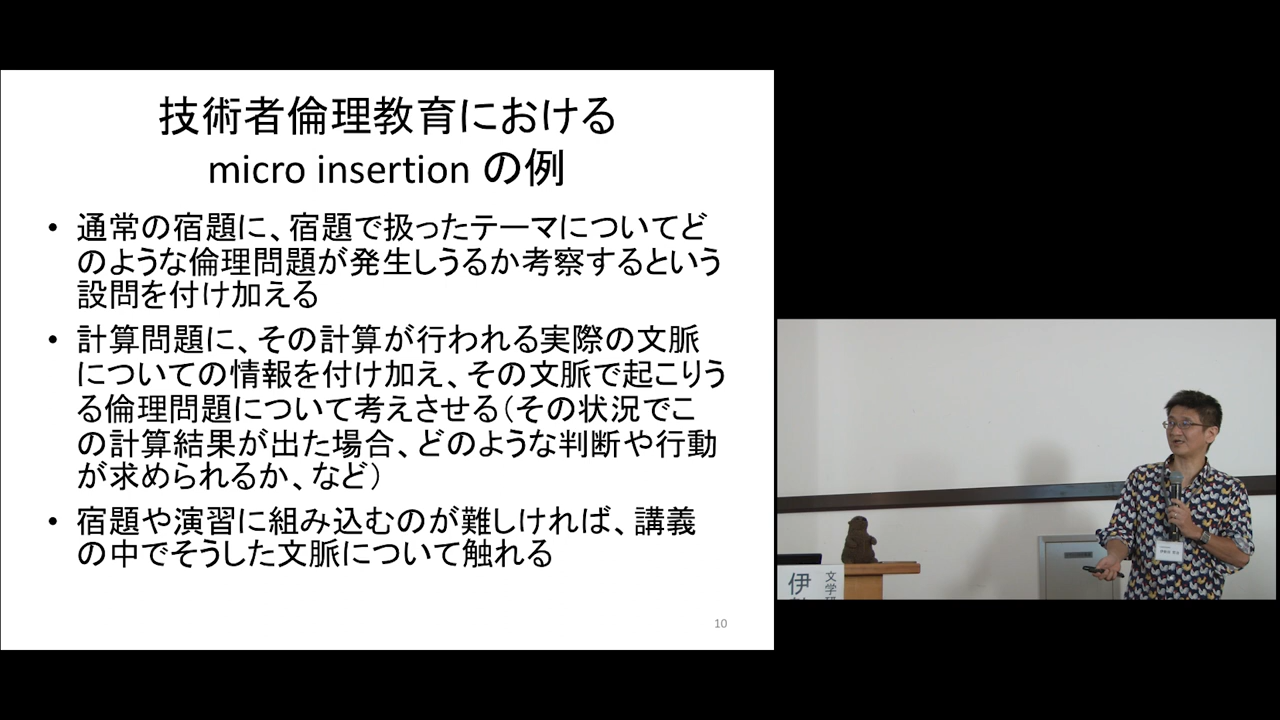 技術者倫理教育における
micro insertion の例
• 通常の宿題に、宿題で扱ったテーマについてど
のような倫理問題が発生しうるか考察するという
設問を付け加える
• 計算問題に、その計算が行われる実際の文脈
についての情報を付け加え、その文脈で起こりう
る倫理問題について考えさせる（その状況でこ
の計算結果が出た場合、どのような判断や行動
が求められるか、など）
• 宿題や演習に組み込むのが難しければ、講義
の中でそうした文脈について触れる
10
伊
文学研